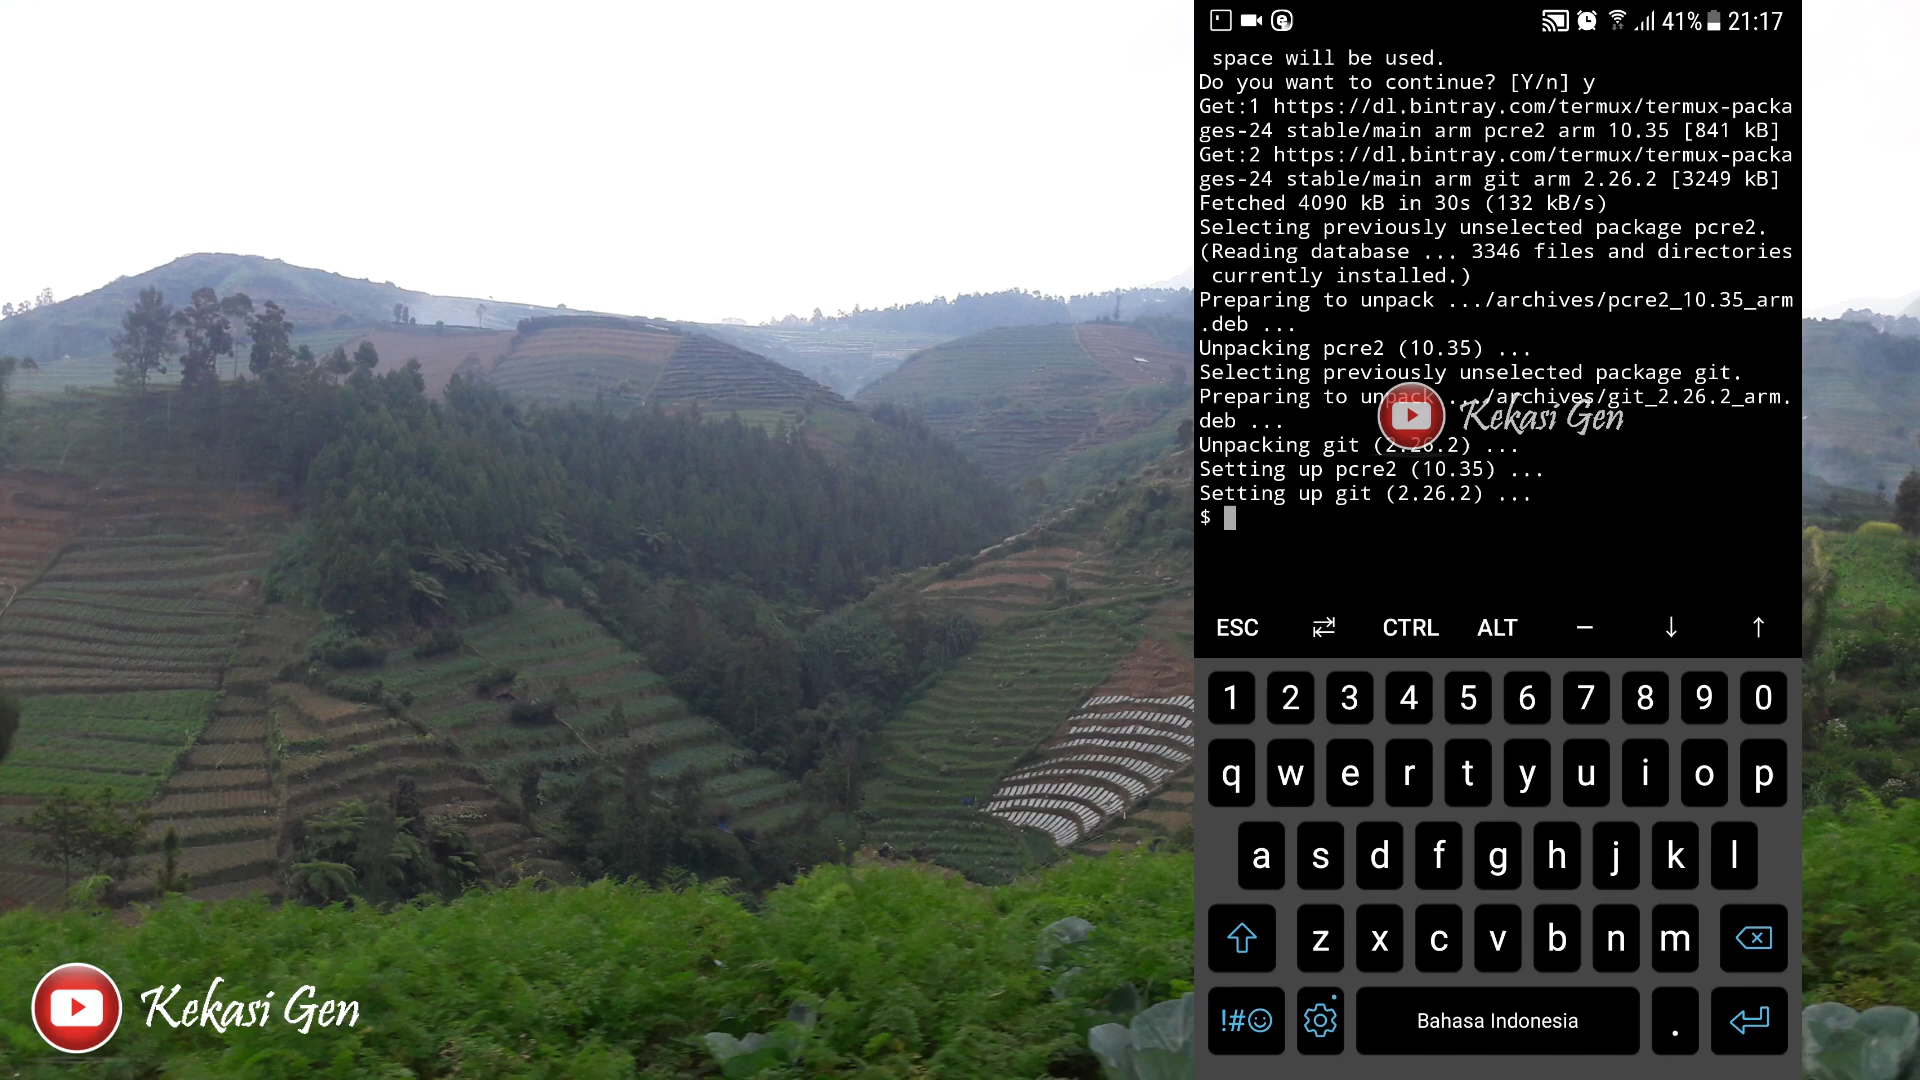 41% 21:17
space will be used.
Do you want to continue? [Y/n] y
Get:1 https://dl.bintray.com/termux/termux-packa
ges-24 stable/main arm pcre2 arm 10.35 [841 kB]
Get:2 https://dl.bintray.com/termux/termux-packa
ges-24 stable/main arm git arm 2.26.2 [3249 kB]
Fetched 4090 kB in 30s (132 kB/s)
Selecting previously unselected package pcre2.
(Reading database ... 3346 files and directories
currently installed.)
Preparing to unpack .../archives/pcre2_10.35_arm
.deb ...
Unpacking pcre2 (10.35) ...
Selecting previously unselected package git.
Preparing to unpack .../archives/git_2.26.2_arm.
deb ...
Kekasi Gen
Unpacking git (2.26.2) ...
Setting up pcre2 (10.35) ...
Setting up git (2.26.2) ...
$
ESC CTRL ALT – ↓ ↑
1 2 3 4 5 6 7 8 9 0
q w e r t y u i o p
a s d f g h j k l
z x c v b n m
!#☺ Bahasa Indonesia .
Kekasi Gen